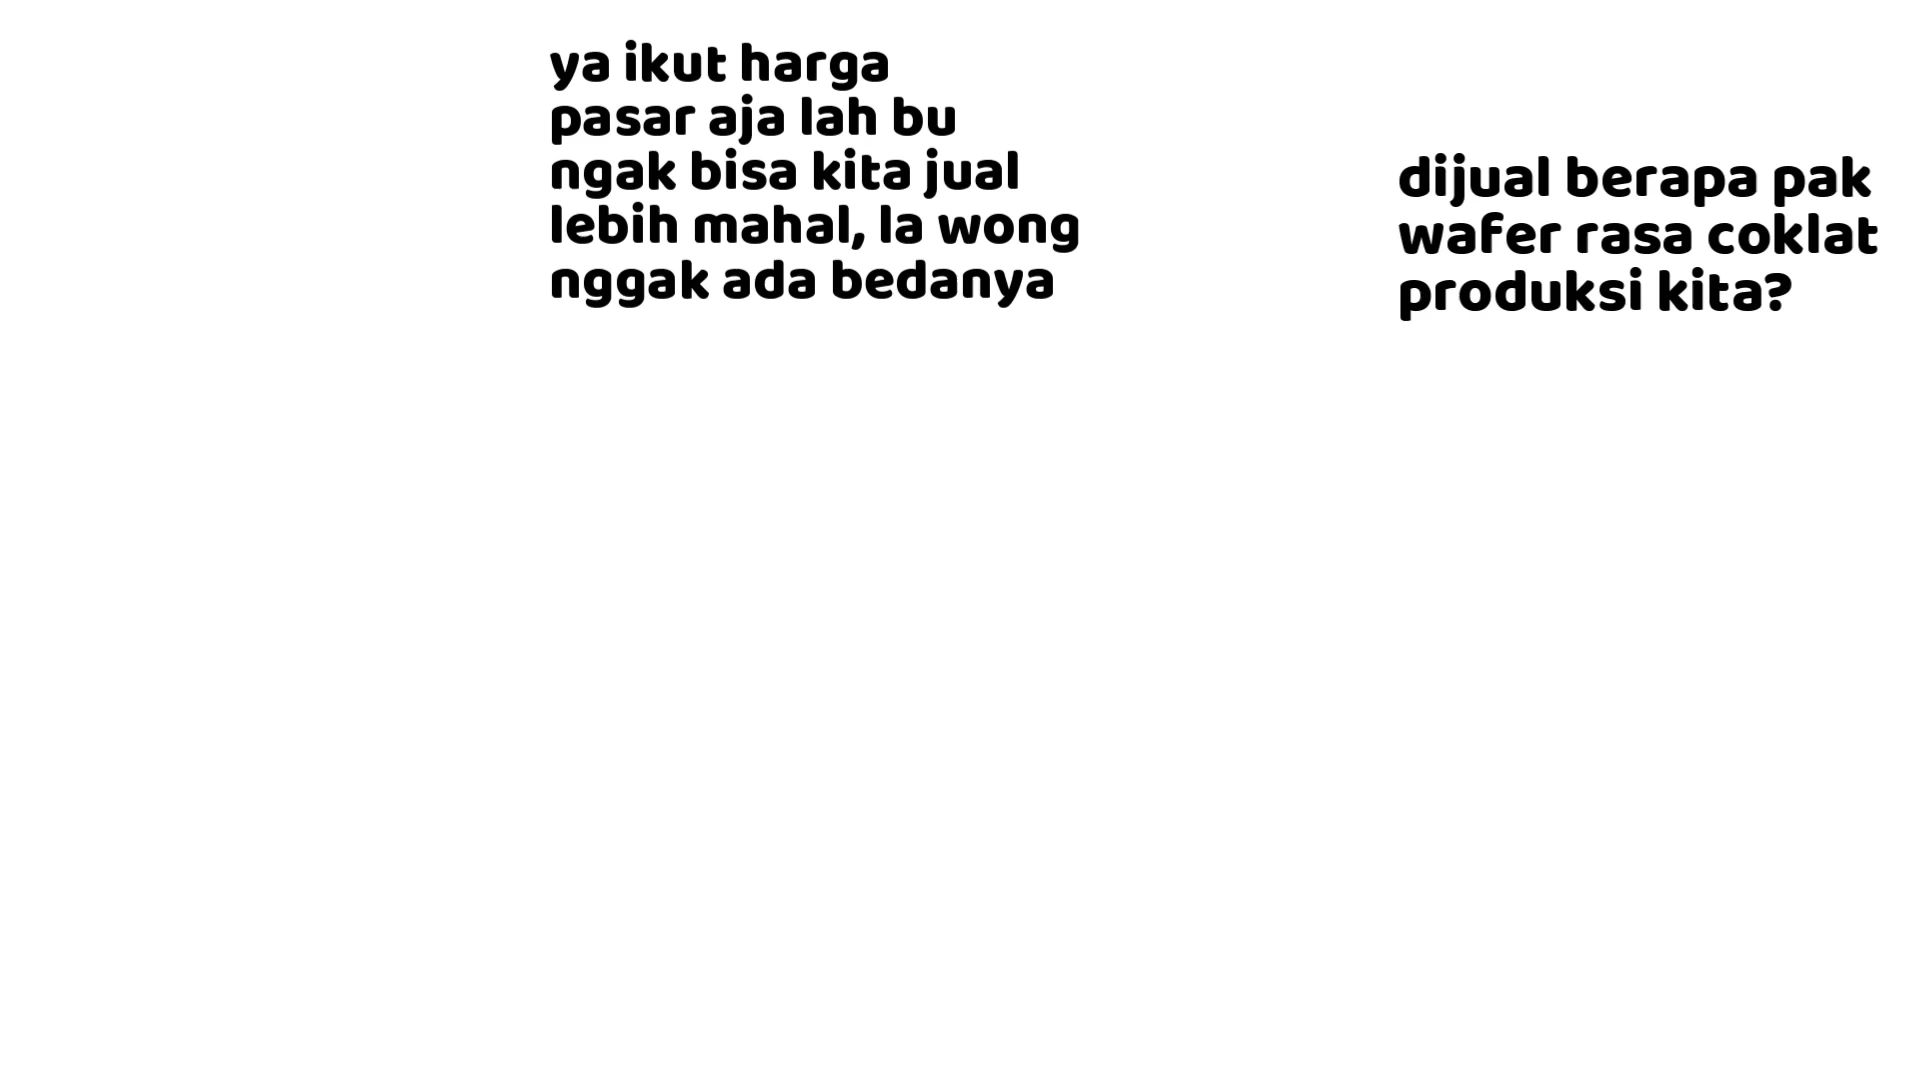 ya ikut harga
pasar aja lah bu
ngak bisa kita jual
lebih mahal, la wong
nggak ada bedanya
dijual berapa pak
wafer rasa coklat
produksi kita?